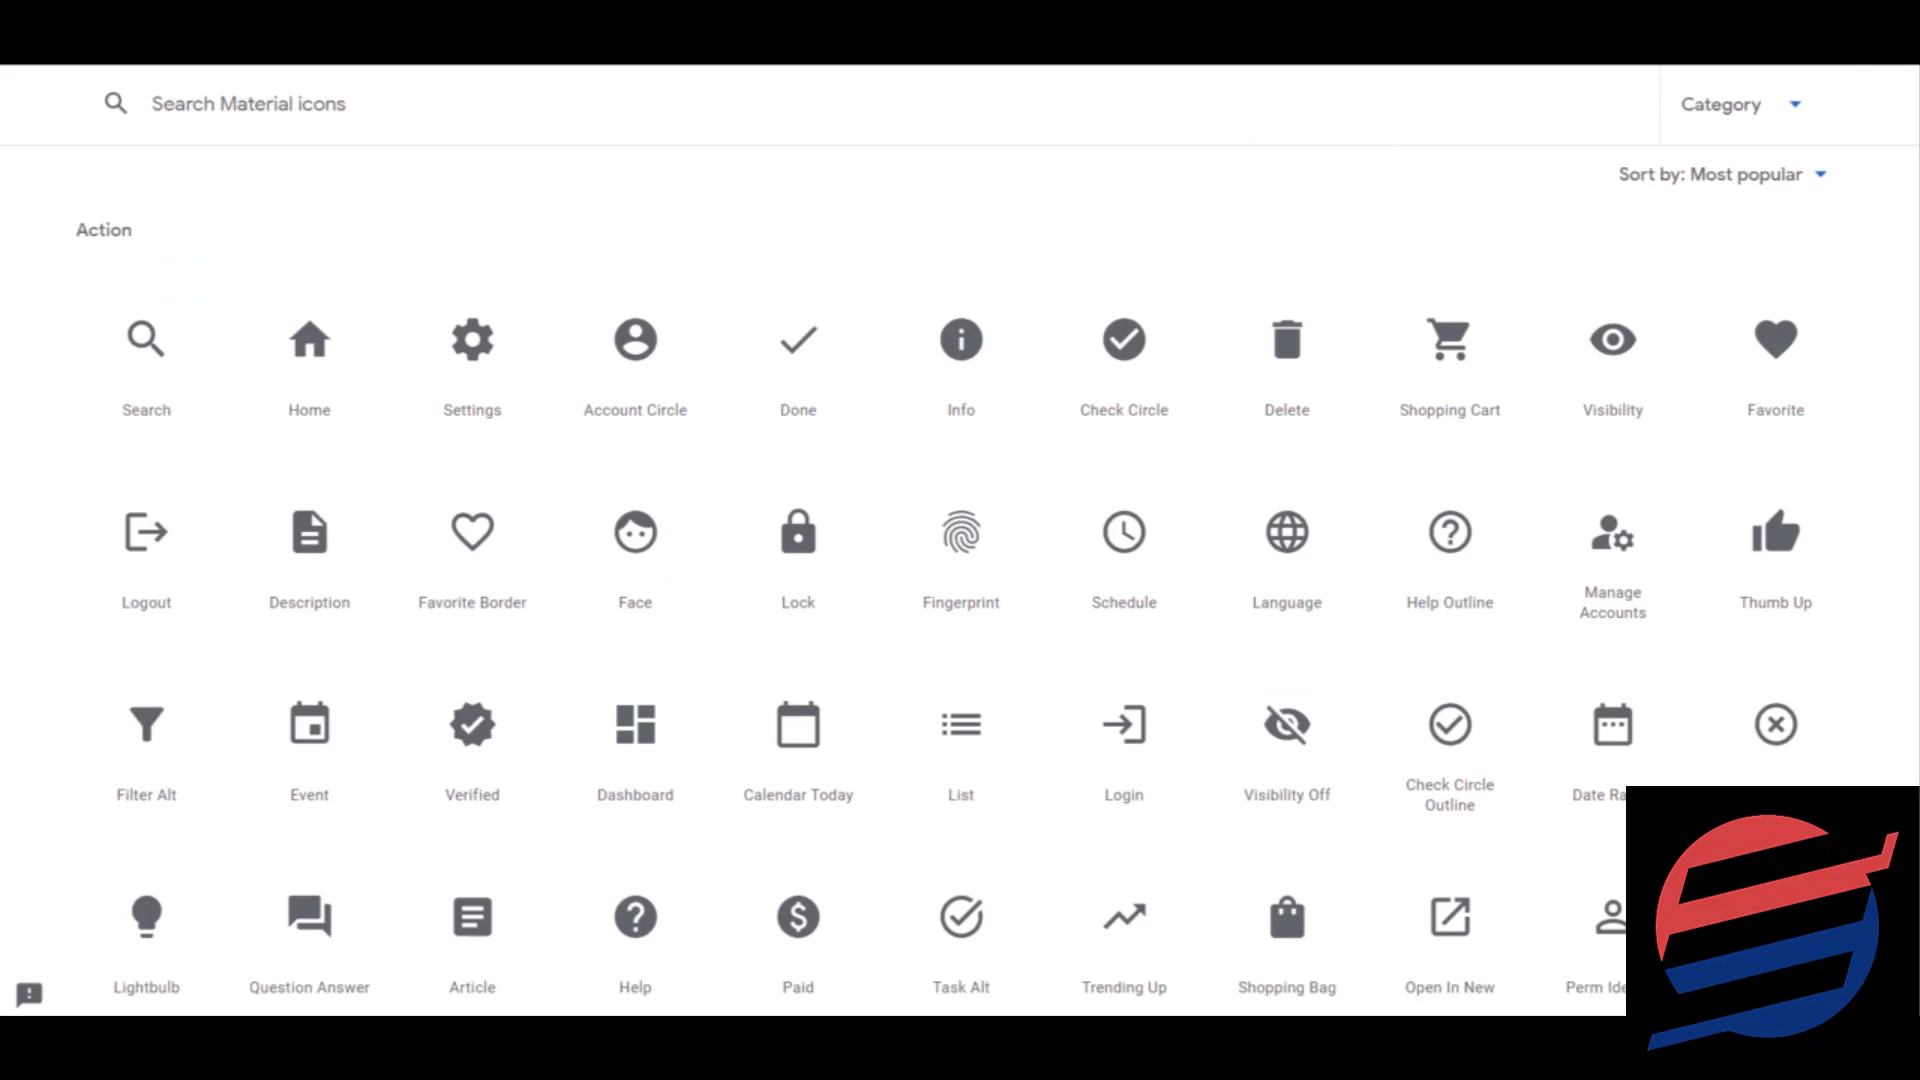 Search Material icons
Category
Sort by: Most popular
Action
Search
Home
Settings
Account Circle
Done
Info
Check Circle
Delete
Shopping Cart
Visibility
Favorite
Logout
Description
Favorite Border
Face
Lock
Fingerprint
Schedule
Language
Help Outline
Manage
Accounts
Thumb Up
Filter Alt
Event
Verified
Dashboard
Calendar Today
List
Login
Visibility Off
Check Circle
Outline
Date
Lightbulb
Question Answer
Article
Help
Paid
Task Alt
Trending Up
Shopping Bag
Open In New
Perm